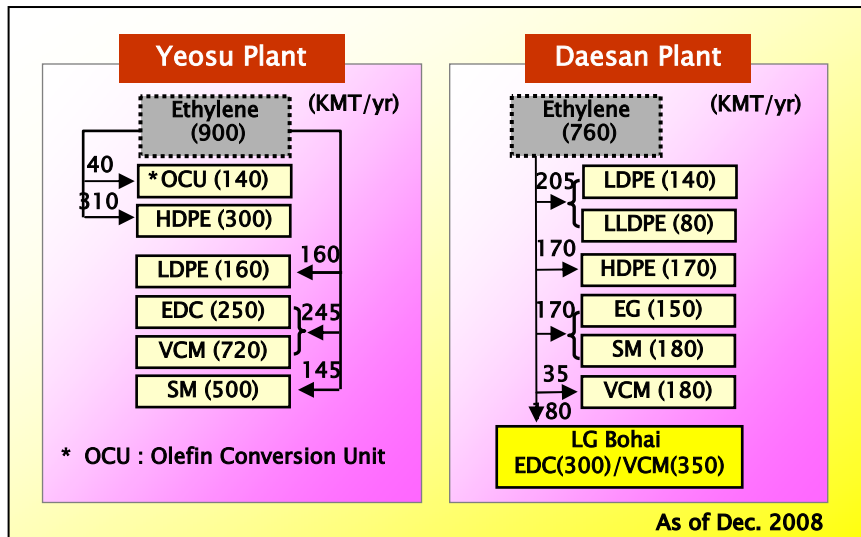 Yeosu Plant
Ethylene
(900)
(KMT/yr)
40
*OCU (140)
310
HDPE (300)
160
LDPE (160)
EDC (250)
245
VCM (720)
145
SM (500)
* OCU : Olefin Conversion Unit
Daesan Plant
Ethylene
(760)
(KMT/yr)
205
LDPE (140)
LLDPE (80)
170
HDPE (170)
170
EG (150)
SM (180)
35
VCM (180)
180
LG Bohai
EDC(300)/VCM(350)
As of Dec. 2008